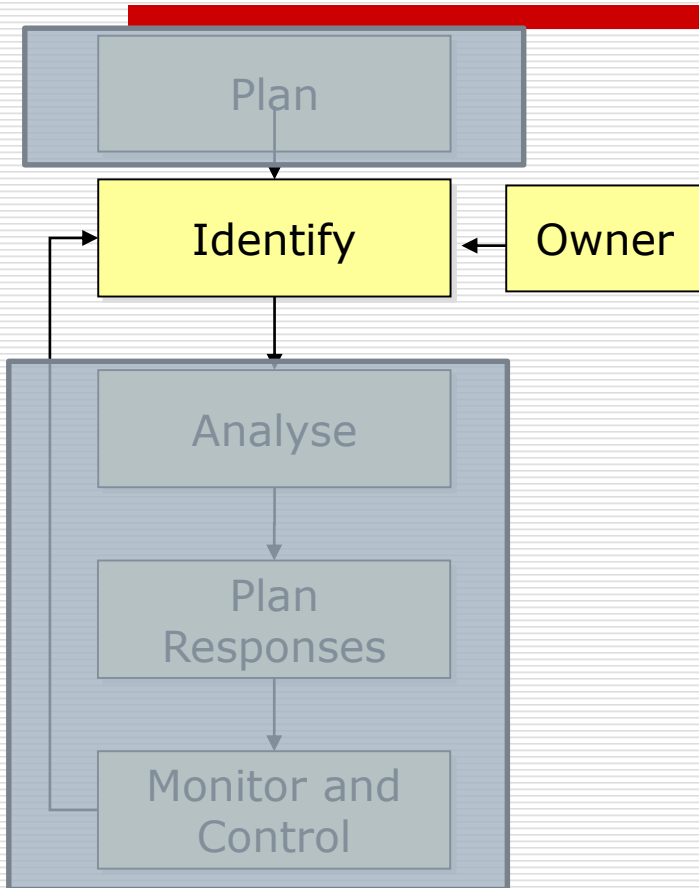 Plan
Identify
Owner
Analyse
Plan
Responses
Monitor and
Control